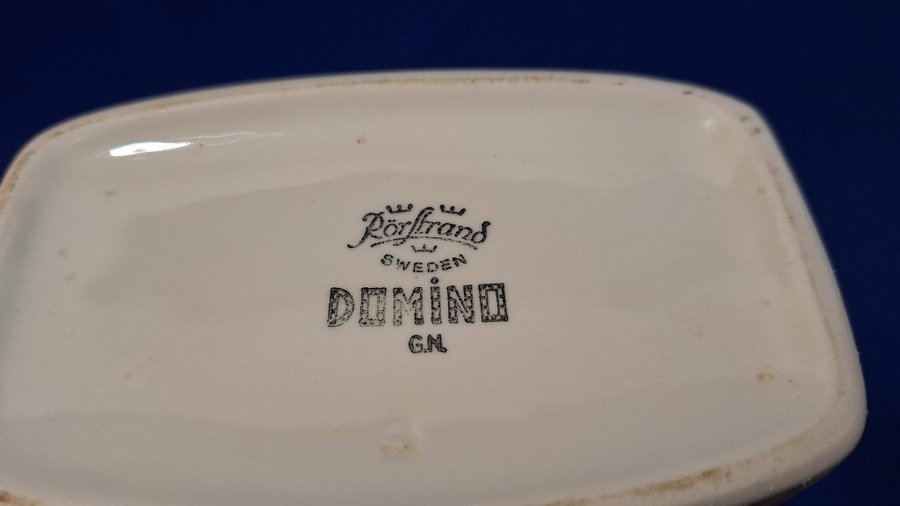 Rörstrand
SWEDEN
DOMiNO
G.N.